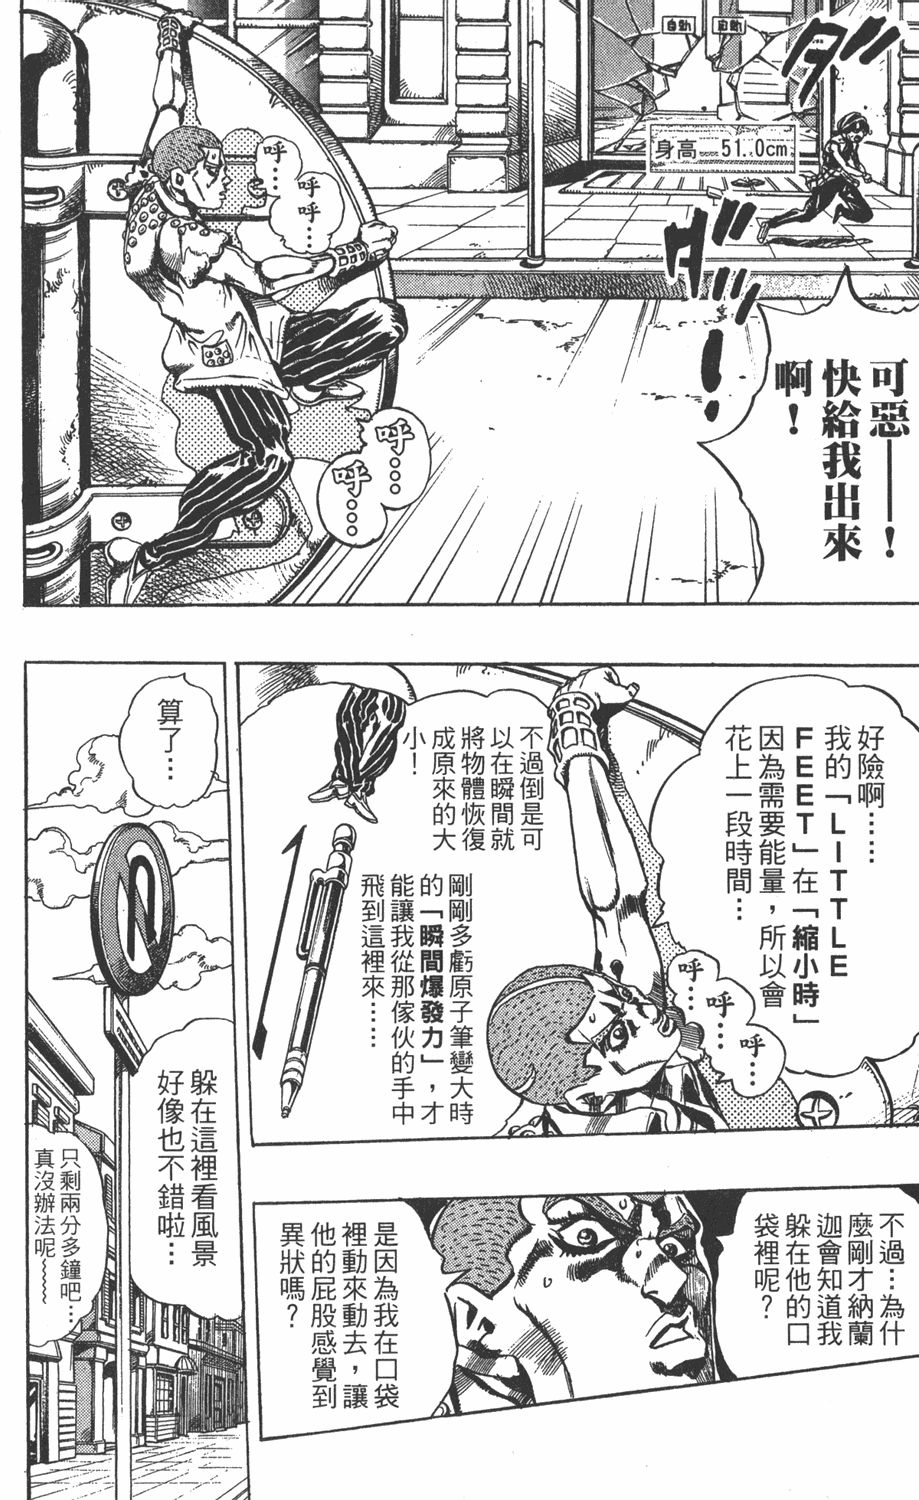 ダッ
自動
自動
身高 51.0cm
ダッ！
可惡——！
快給我出來
啊！
呼…
呼呼……
呼……
呼……
好險啊……
我的「LITTLE
FEET」在「縮小時」
因為需要能量，所以會
花上一段時間…
呼…
呼…
呼…
不過倒是可
以在瞬間就
將物體恢復
成原來的大
小！
剛剛多虧原子筆變大時
的「瞬間爆發力」，才
能讓我從那傢伙的手中
飛到這裡來……
不過…為什
麼剛才納蘭
迦會知道我
躲在他的口
袋裡呢？
是因為我在口袋
裡動來動去，讓
他的屁股感覺到
異狀嗎？
算了…
躲在這裡看風景
好像也不錯啦…
只剩兩分多鐘吧…
真沒辦法呢~~~~